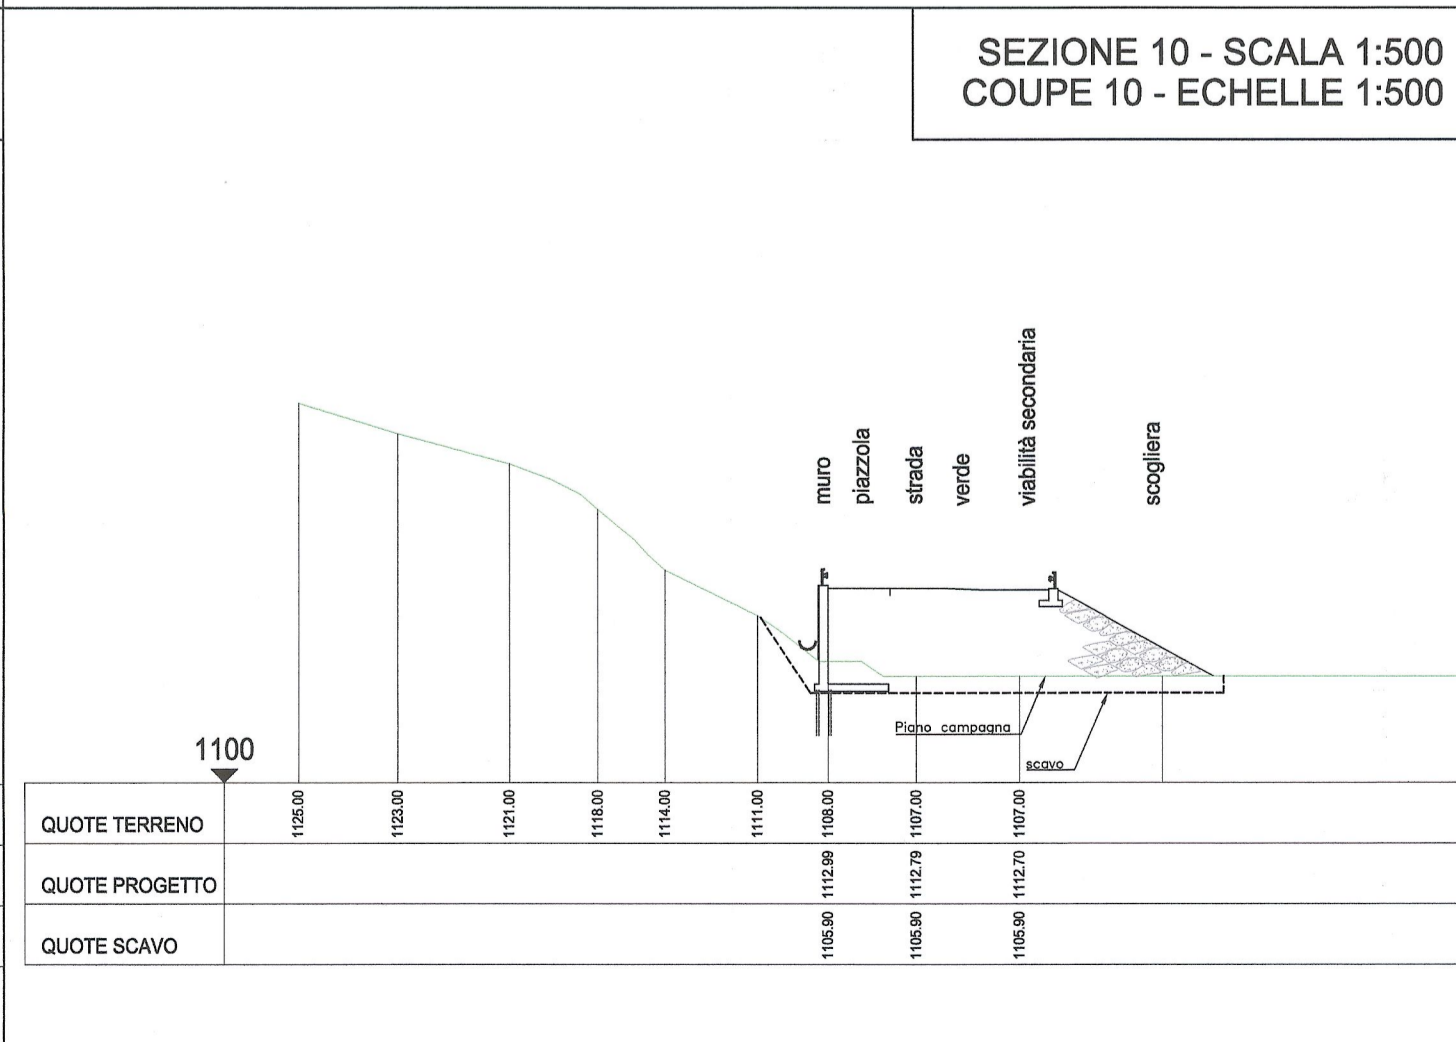 SEZIONE 10 - SCALA 1:500
COUPE 10 - ECHELLE 1:500
muro
piazzola
strada
verde
viabilità secondaria
scogliera
Piano campagna
scavo
1100
QUOTE TERRENO 1125.00 1123.00 1121.00 1118.00 1114.00 1111.00 1108.00 1107.00 1107.00
QUOTE PROGETTO 1112.99 1112.79 1112.70
QUOTE SCAVO 1105.90 1105.90 1105.90